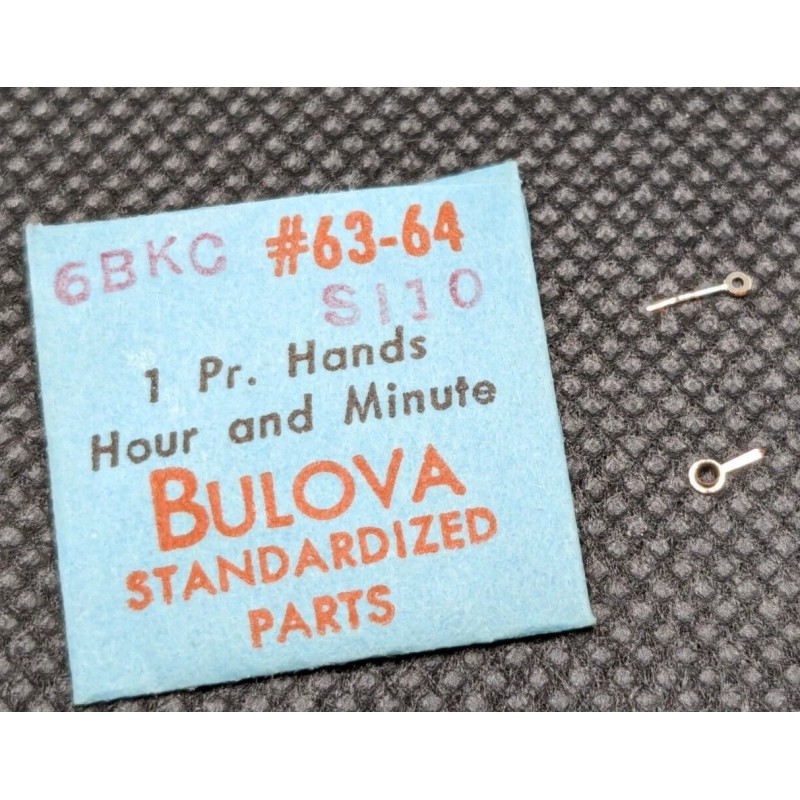 6BKC #63-64
S110
1 Pr. Hands
Hour and Minute
BULOVA
STANDARDIZED
PARTS